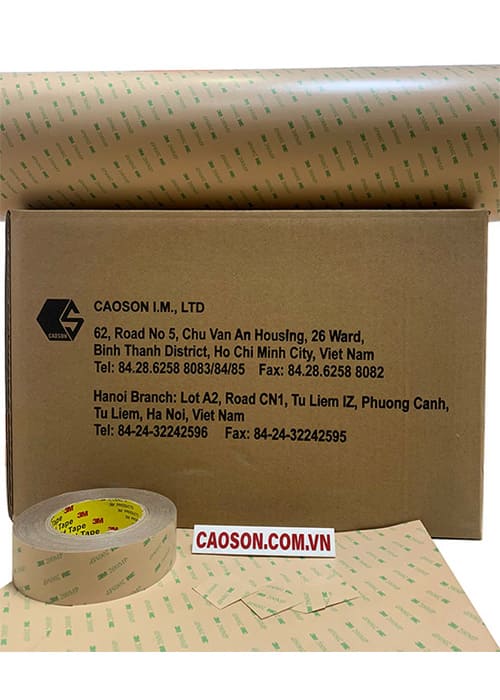 CAOSON
CAOSON I.M., LTD
62, Road No 5, Chu Van An Housing, 26 Ward,
Binh Thanh District, Ho Chi Minh City, Viet Nam
Tel: 84.28.6258 8083/84/85 Fax: 84.28.6258 8082
Hanoi Branch: Lot A2, Road CN1, Tu Liem IZ, Phuong Canh,
Tu Liem, Ha Noi, Viet Nam
Tel: 84-24-32242596 Fax: 84-24-32242595
3M
Tape
CAOSON.COM.VN